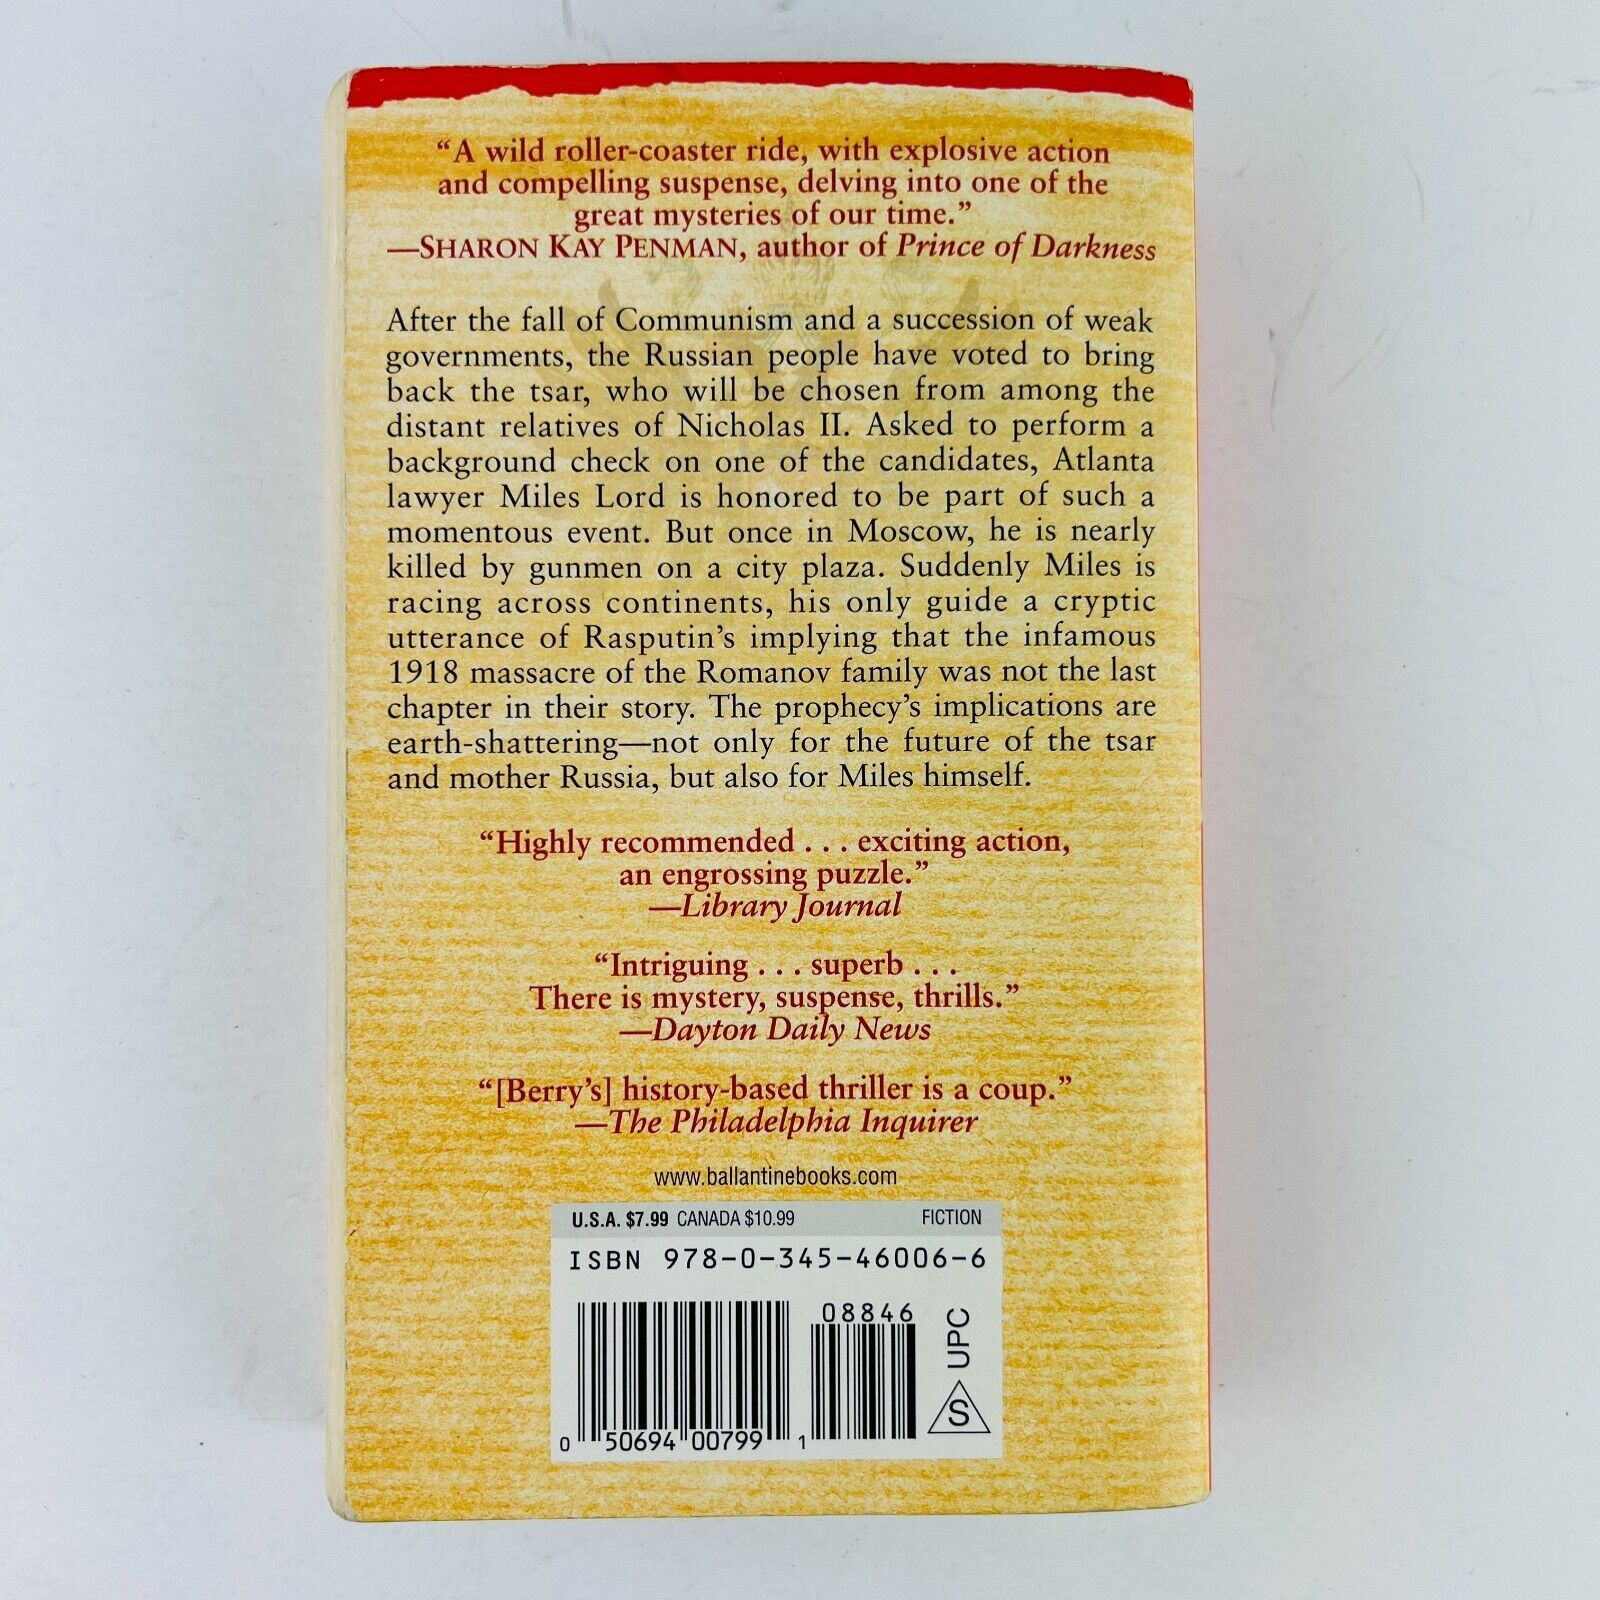 “A wild roller-coaster ride, with explosive action
and compelling suspense, delving into one of the
great mysteries of our time.”
—SHARON KAY PENMAN, author of Prince of Darkness
After the fall of Communism and a succession of weak
governments, the Russian people have voted to bring
back the tsar, who will be chosen from among the
distant relatives of Nicholas II. Asked to perform a
background check on one of the candidates, Atlanta
lawyer Miles Lord is honored to be part of such a
momentous event. But once in Moscow, he is nearly
killed by gunmen on a city plaza. Suddenly Miles is
racing across continents, his only guide a cryptic
utterance of Rasputin’s implying that the infamous
1918 massacre of the Romanov family was not the last
chapter in their story. The prophecy’s implications are
earth-shattering—not only for the future of the tsar
and mother Russia, but also for Miles himself.
“Highly recommended . . . exciting action,
an engrossing puzzle.”
—Library Journal
“Intriguing . . . superb . . .
There is mystery, suspense, thrills.”
—Dayton Daily News
“[Berry’s] history-based thriller is a coup.”
—The Philadelphia Inquirer
www.ballantinebooks.com
U.S.A. $7.99 CANADA $10.99 FICTION
ISBN 978-0-345-46006-6
08846
0 50694 00799 1
UPC
S